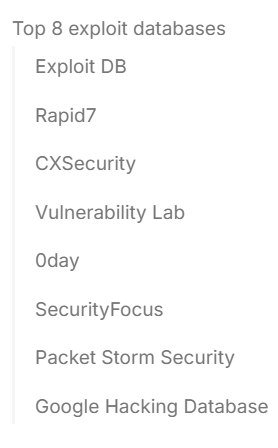 Top 8 exploit databases
Exploit DB
Rapid7
CXSecurity
Vulnerability Lab
0day
SecurityFocus
Packet Storm Security
Google Hacking Database